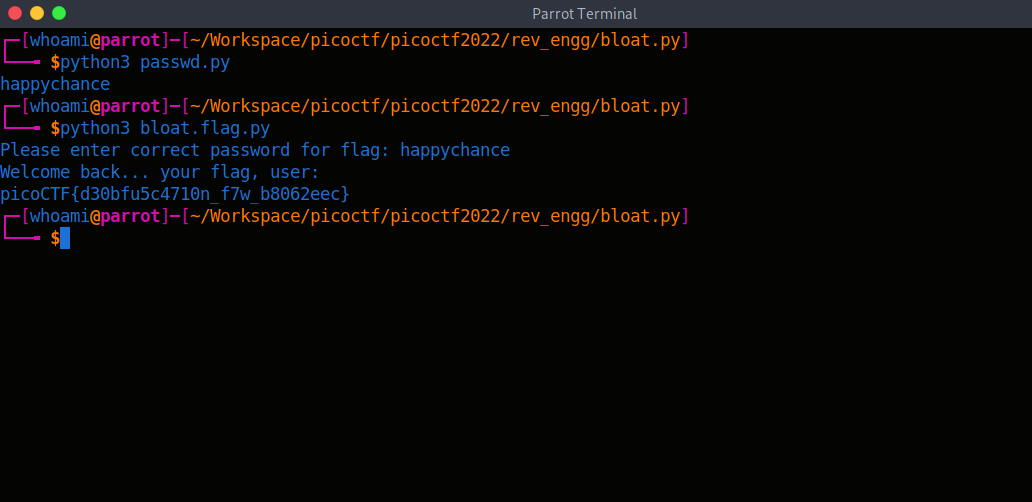 Parrot Terminal
┌─[whoami@parrot]─[~/Workspace/picoctf/picoctf2022/rev_engg/bloat.py]
└──╼ $python3 passwd.py
happychance
┌─[whoami@parrot]─[~/Workspace/picoctf/picoctf2022/rev_engg/bloat.py]
└──╼ $python3 bloat.flag.py
Please enter correct password for flag: happychance
Welcome back... your flag, user:
picoCTF{d30bfu5c4710n_f7w_b8062eec}
┌─[whoami@parrot]─[~/Workspace/picoctf/picoctf2022/rev_engg/bloat.py]
└──╼ $